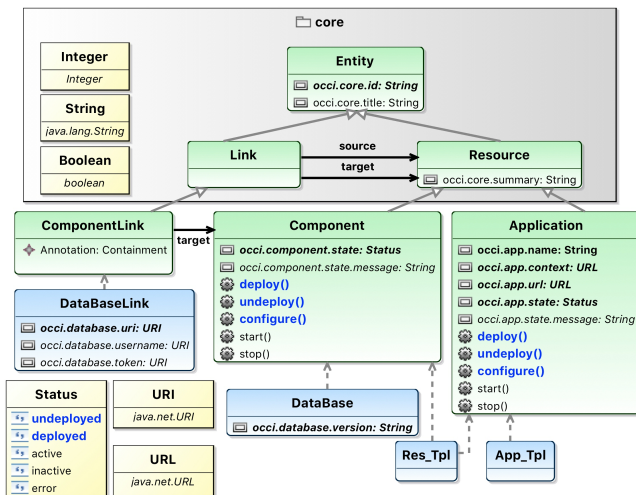 core
Integer
Integer
String
java.lang.String
Boolean
boolean
Entity
occi.core.id: String
occi.core.title: String
Link
source
target
Resource
occi.core.summary: String
ComponentLink
Annotation: Containment
target
Component
occi.component.state: Status
occi.component.state.message: String
deploy()
undeploy()
configure()
start()
stop()
Application
occi.app.name: String
occi.app.context: URL
occi.app.url: URL
occi.app.state: Status
occi.app.state.message: String
deploy()
undeploy()
configure()
start()
stop()
DataBaseLink
occi.database.uri: URI
occi.database.username: URI
occi.database.token: URI
Status
undeployed
deployed
active
inactive
error
URI
java.net.URI
URL
java.net.URL
DataBase
occi.database.version: String
Res_Tpl
App_Tpl